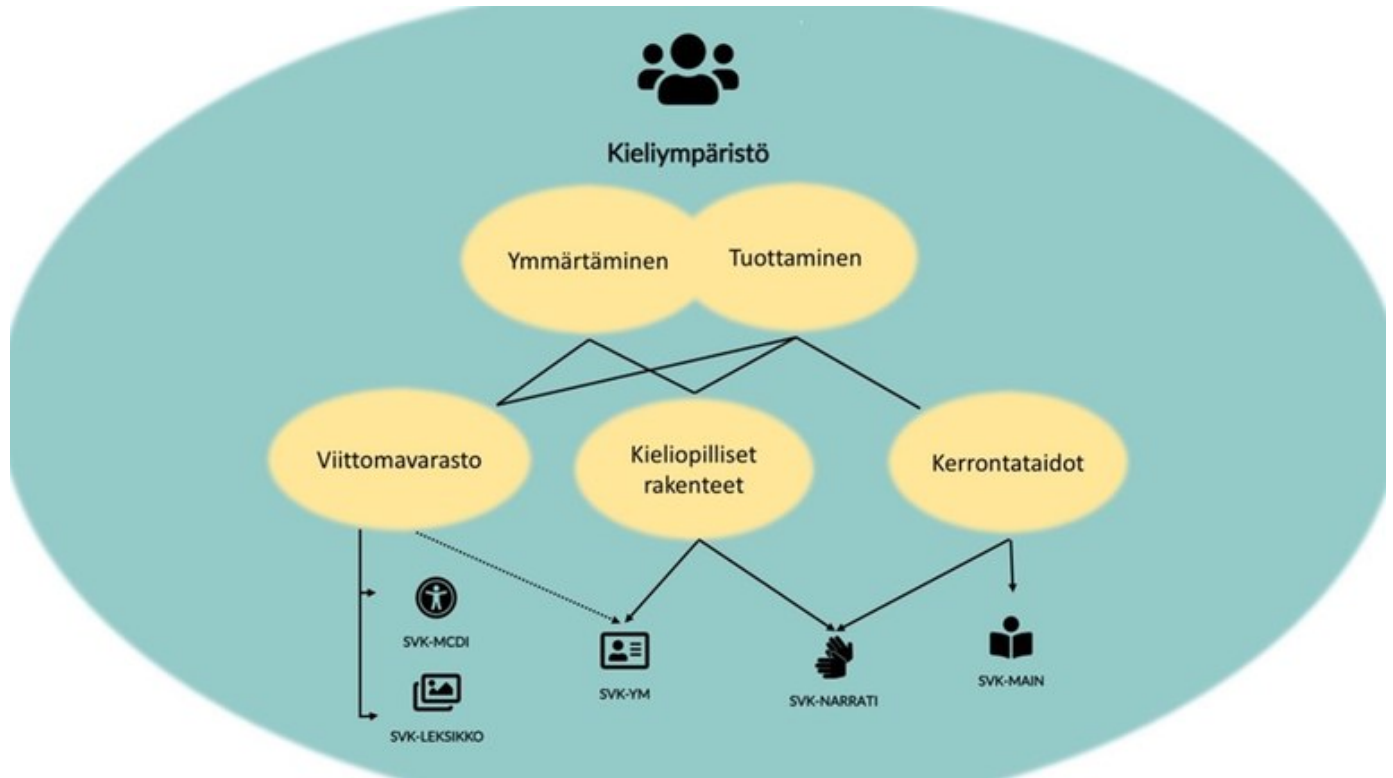 Kieliympäristö
Ymmärtäminen
Tuottaminen
Viittomavarasto
Kieliopilliset
rakenteet
Kerrontataidot
SVK-MCDI
SVK-LEKSIKKO
SVK-YM
SVK-NARRATI
SVK-MAIN